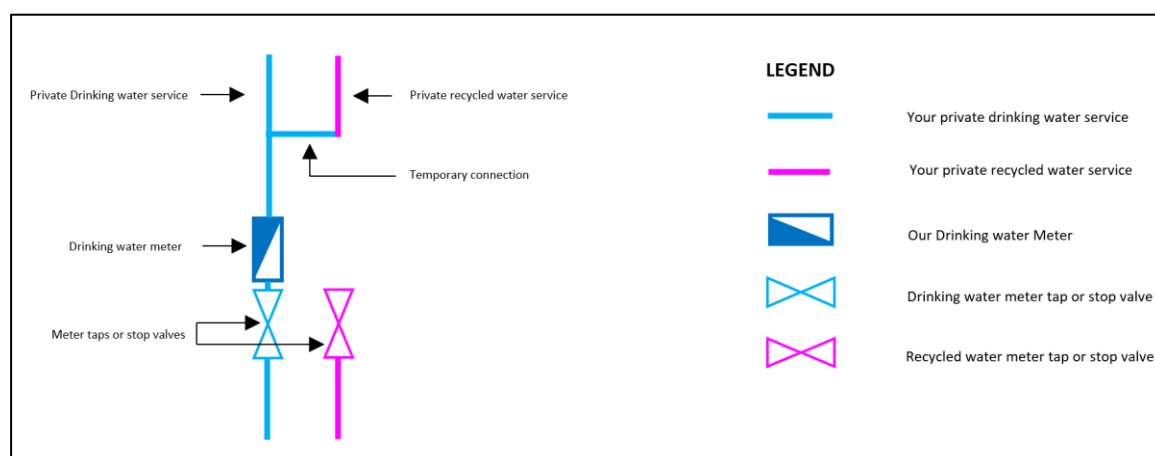 Private Drinking water service
Private recycled water service
Temporary connection
Drinking water meter
Meter taps or stop valves
LEGEND
Your private drinking water service
Your private recycled water service
Our Drinking water Meter
Drinking water meter tap or stop valve
Recycled water meter tap or stop valve